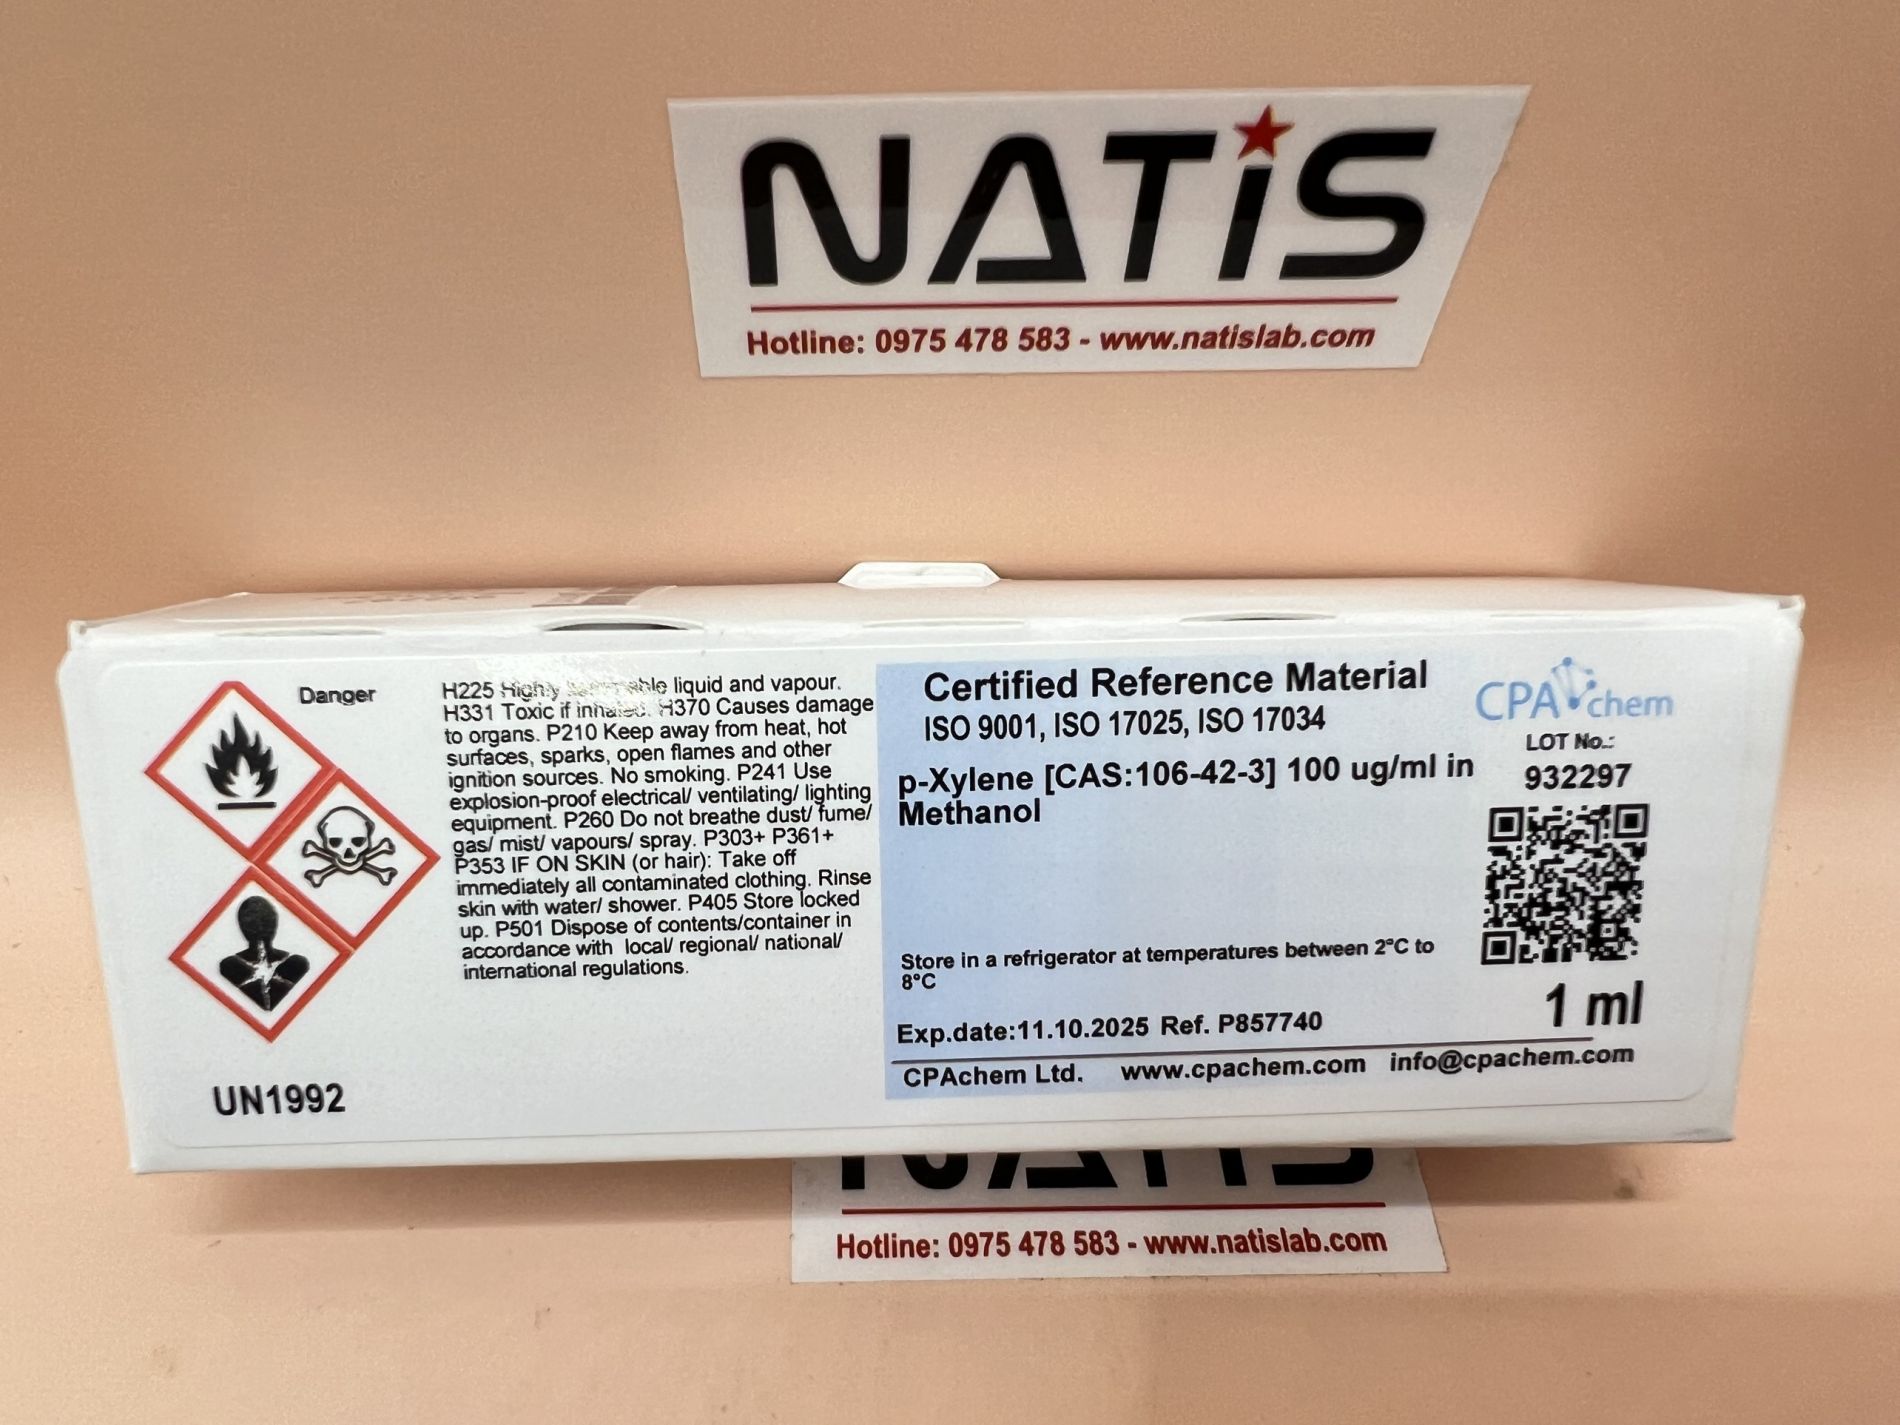 NATiS
Hotline: 0975 478 583 - www.natislab.com
Danger
H225 Highly liquid and vapour.
H331 Toxic if inhaled. H370 Causes damage
to organs. P210 Keep away from heat, hot
surfaces, sparks, open flames and other
ignition sources. No smoking. P241 Use
explosion-proof electrical/ ventilating/ lighting
equipment. P260 Do not breathe dust/ fume/
gas/ mist/ vapours/ spray. P303+ P361+
P353 IF ON SKIN (or hair): Take off
immediately all contaminated clothing. Rinse
skin with water/ shower. P405 Store locked
up. P501 Dispose of contents/container in
accordance with local/ regional/ national/
international regulations.
UN1992
Certified Reference Material
ISO 9001, ISO 17025, ISO 17034
p-Xylene [CAS:106-42-3] 100 ug/ml in
Methanol
Store in a refrigerator at temperatures between 2°C to
8°C
Exp.date:11.10.2025 Ref. P857740
CPAchem Ltd. www.cpachem.com info@cpachem.com
CPAchem
LOT No.:
932297
1 ml
NATiS
Hotline: 0975 478 583 - www.natislab.com